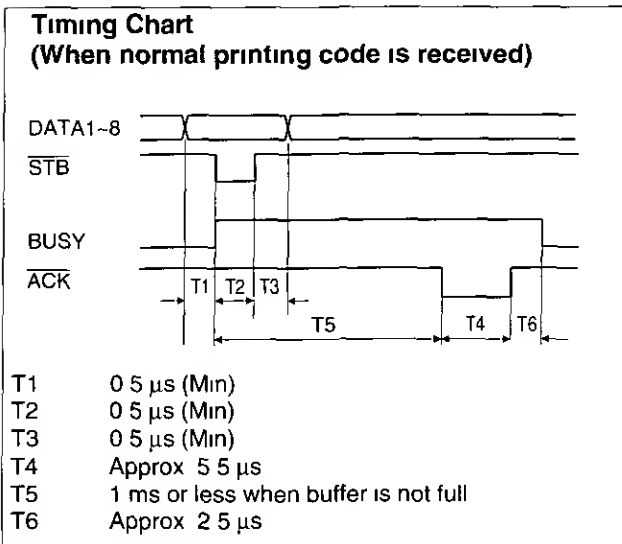 Timing Chart
(When normal printing code is received)
DATA1~8
STB
BUSY
ACK
T1 T2 T3
T5 T4 T6
T1 0 5 µs (Min)
T2 0 5 µs (Min)
T3 0 5 µs (Min)
T4 Approx 5 5 µs
T5 1 ms or less when buffer is not full
T6 Approx 2 5 µs